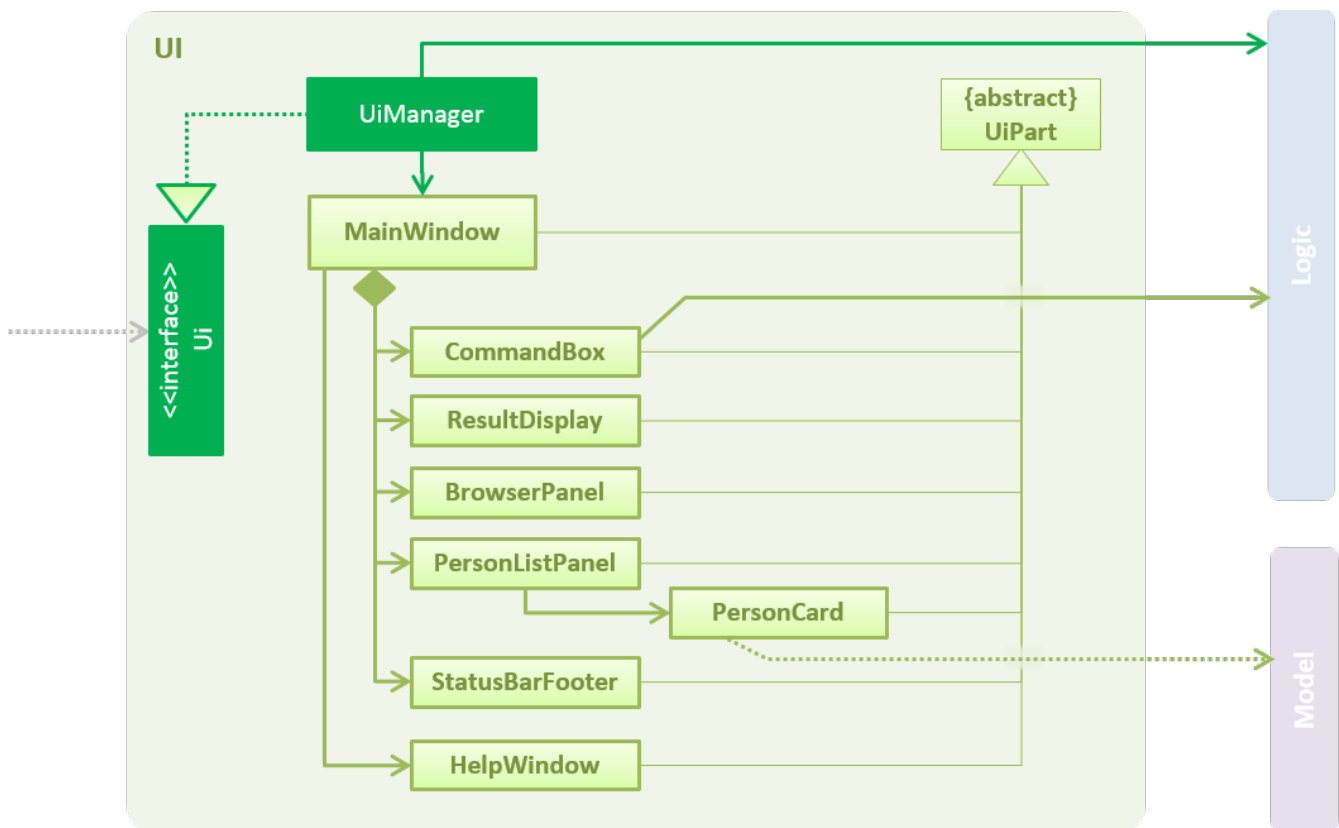 UI
UiManager
{abstract}
UiPart
MainWindow
<<interface>>
Ui
Logic
CommandBox
ResultDisplay
BrowserPanel
PersonListPanel
PersonCard
StatusBarFooter
Model
HelpWindow